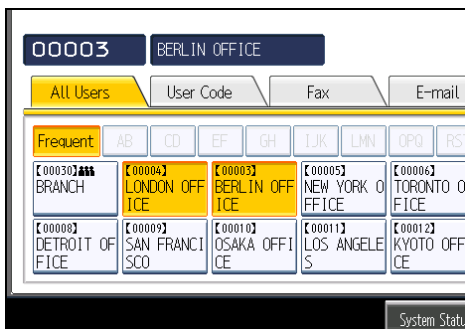 00003 BERLIN OFFICE
All Users User Code Fax E-mail
Frequent AB CD EF GH IJK LMN OPQ RS
【00030】 【00004】 【00003】 【00005】 【00006】
BRANCH LONDON OFF BERLIN OFF NEW YORK O TORONTO O
ICE ICE FFICE FICE
【00008】 【00009】 【00010】 【00011】 【00012】
DETROIT OF SAN FRANCI OSAKA OFFI LOS ANGELE KYOTO OFF
FICE SCO CE S CE
System Statu